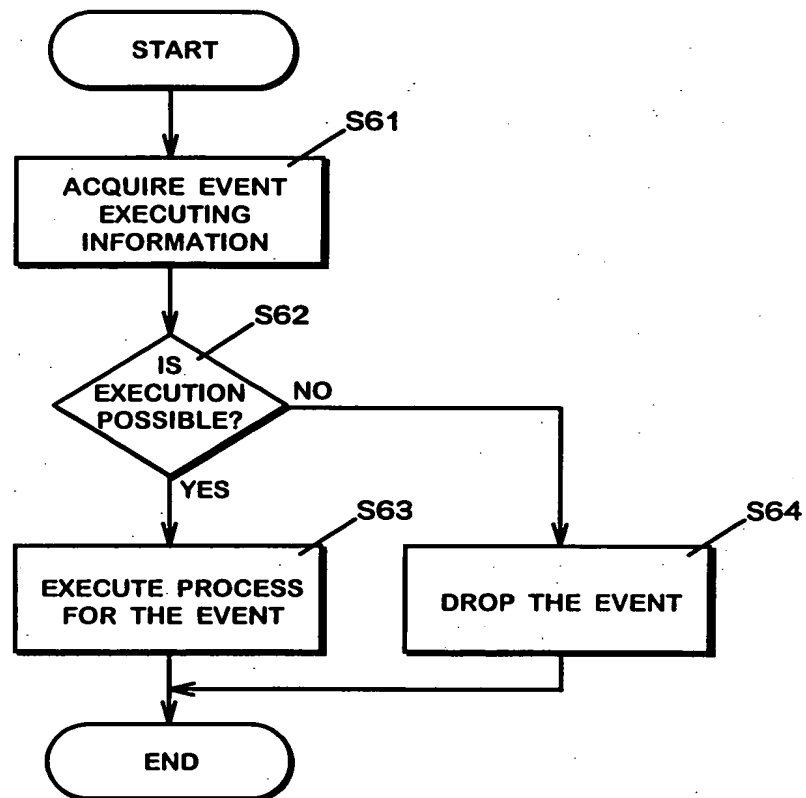 START
S61
ACQUIRE EVENT
EXECUTING
INFORMATION
S62
IS
EXECUTION
POSSIBLE?
NO
YES
S63
EXECUTE PROCESS
FOR THE EVENT
S64
DROP THE EVENT
END